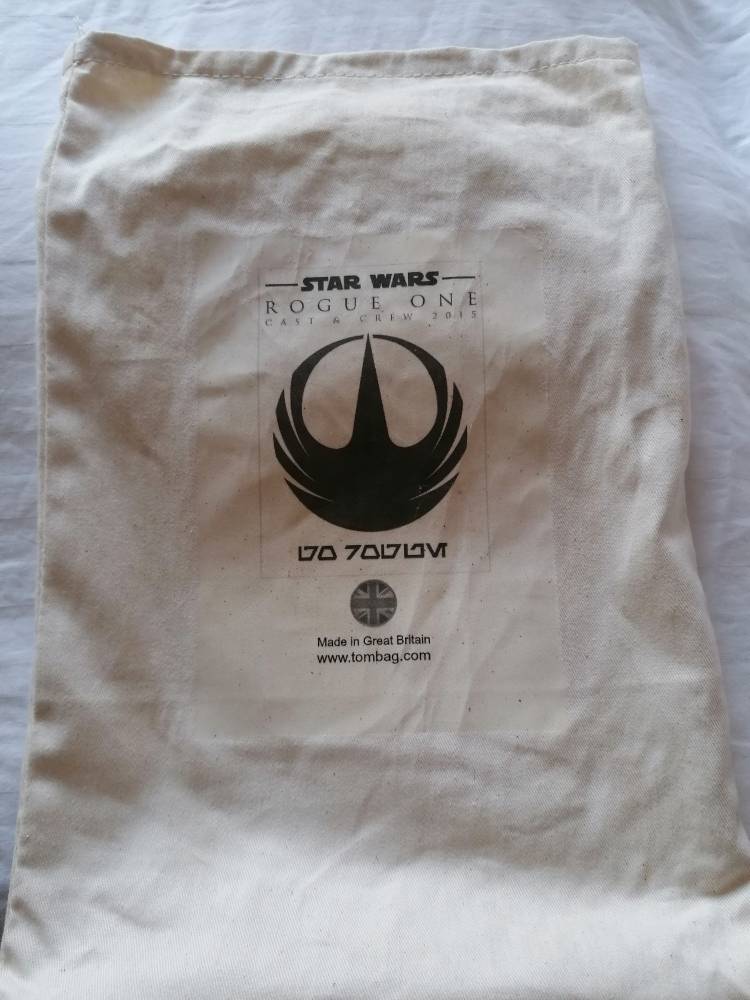 STAR WARS
ROGUE ONE
CAST & CREW 2015
Made in Great Britain
www.tombag.com